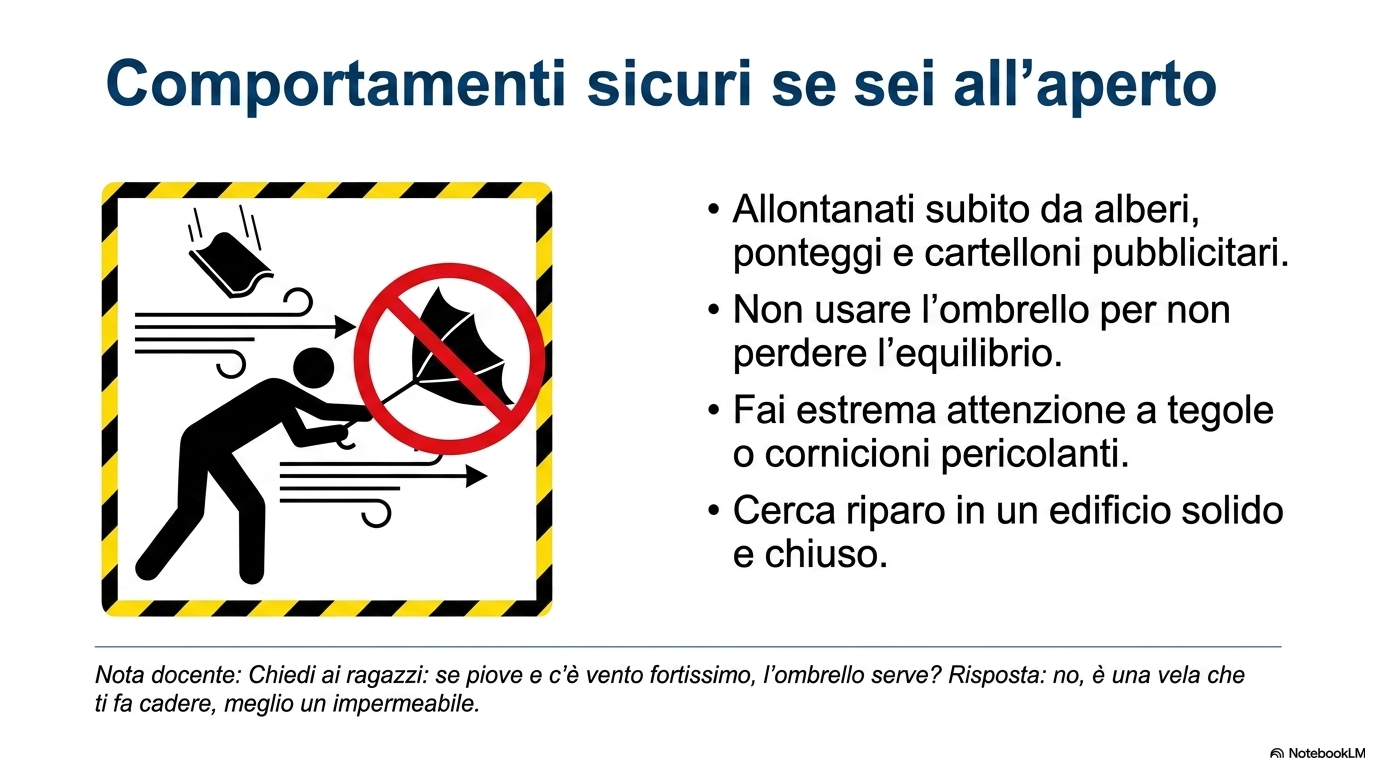 Comportamenti sicuri se sei all’aperto
• Allontanati subito da alberi,
ponteggi e cartelloni pubblicitari.
• Non usare l’ombrello per non
perdere l’equilibrio.
• Fai estrema attenzione a tegole
o cornicioni pericolanti.
• Cerca riparo in un edificio solido
e chiuso.
Nota docente: Chiedi ai ragazzi: se piove e c’è vento fortissimo, l’ombrello serve? Risposta: no, è una vela che
ti fa cadere, meglio un impermeabile.
NotebookLM